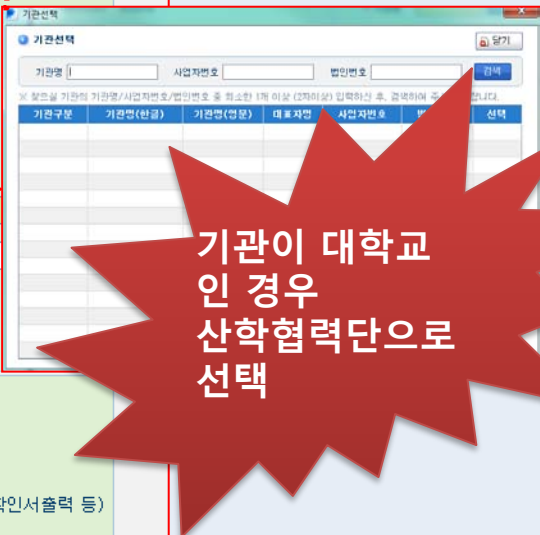 기관선택
기관선택
닫기
기관명 사업자번호 법인번호 검색
※ 찾으실 기관의 기관명/사업자번호/법인번호 중 최소한 1개 이상 (2자이상) 입력하신 후, 검색하여
기관구분 기관명(한글) 기관명(영문) 대표자명 사업자번호 선택
기관이 대학교
인 경우
산학협력단으로
선택
인서출력 등)